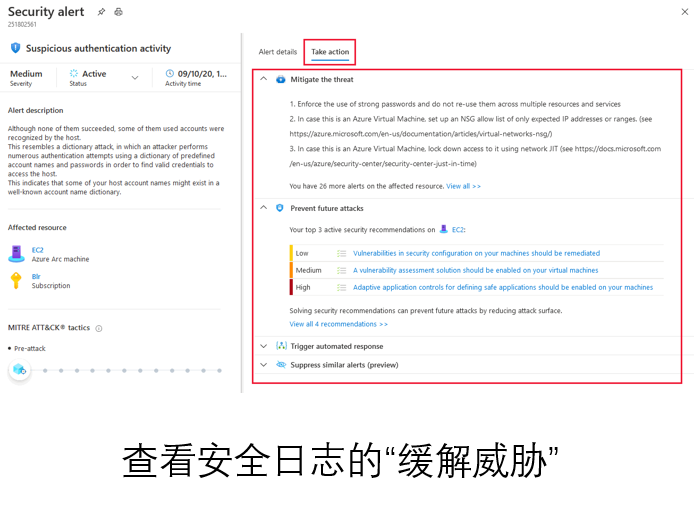 Security alert
251802561
Suspicious authentication activity
Medium
Severity
Active
Status
09/10/20, 1...
Activity time
Alert description
Although none of them succeeded, some of them used accounts were
recognized by the host.
This resembles a dictionary attack, in which an attacker performs
numerous authentication attempts using a dictionary of predefined
account names and passwords in order to find valid credentials to
access the host.
This indicates that some of your host account names might exist in a
well-known account name dictionary.
Affected resource
EC2
Azure Arc machine
Blr
Subscription
MITRE ATT&CK® tactics
Pre-attack
Alert details
Take action
Mitigate the threat
1. Enforce the use of strong passwords and do not re-use them across multiple resources and services
2. In case this is an Azure Virtual Machine, set up an NSG allow list of only expected IP addresses or ranges. (see
https://azure.microsoft.com/en-us/documentation/articles/virtual-networks-nsg/)
3. In case this is an Azure Virtual Machine, lock down access to it using network JIT (see https://docs.microsoft.com
/en-us/azure/security-center/security-center-just-in-time)
You have 26 more alerts on the affected resource. View all >>
Prevent future attacks
Your top 3 active security recommendations on EC2:
Low Vulnerabilities in security configuration on your machines should be remediated
Medium A vulnerability assessment solution should be enabled on your virtual machines
High Adaptive application controls for defining safe applications should be enabled on your machines
Solving security recommendations can prevent future attacks by reducing attack surface.
View all 4 recommendations >>
Trigger automated response
Suppress similar alerts (preview)
查看安全日志的“缓解威胁”